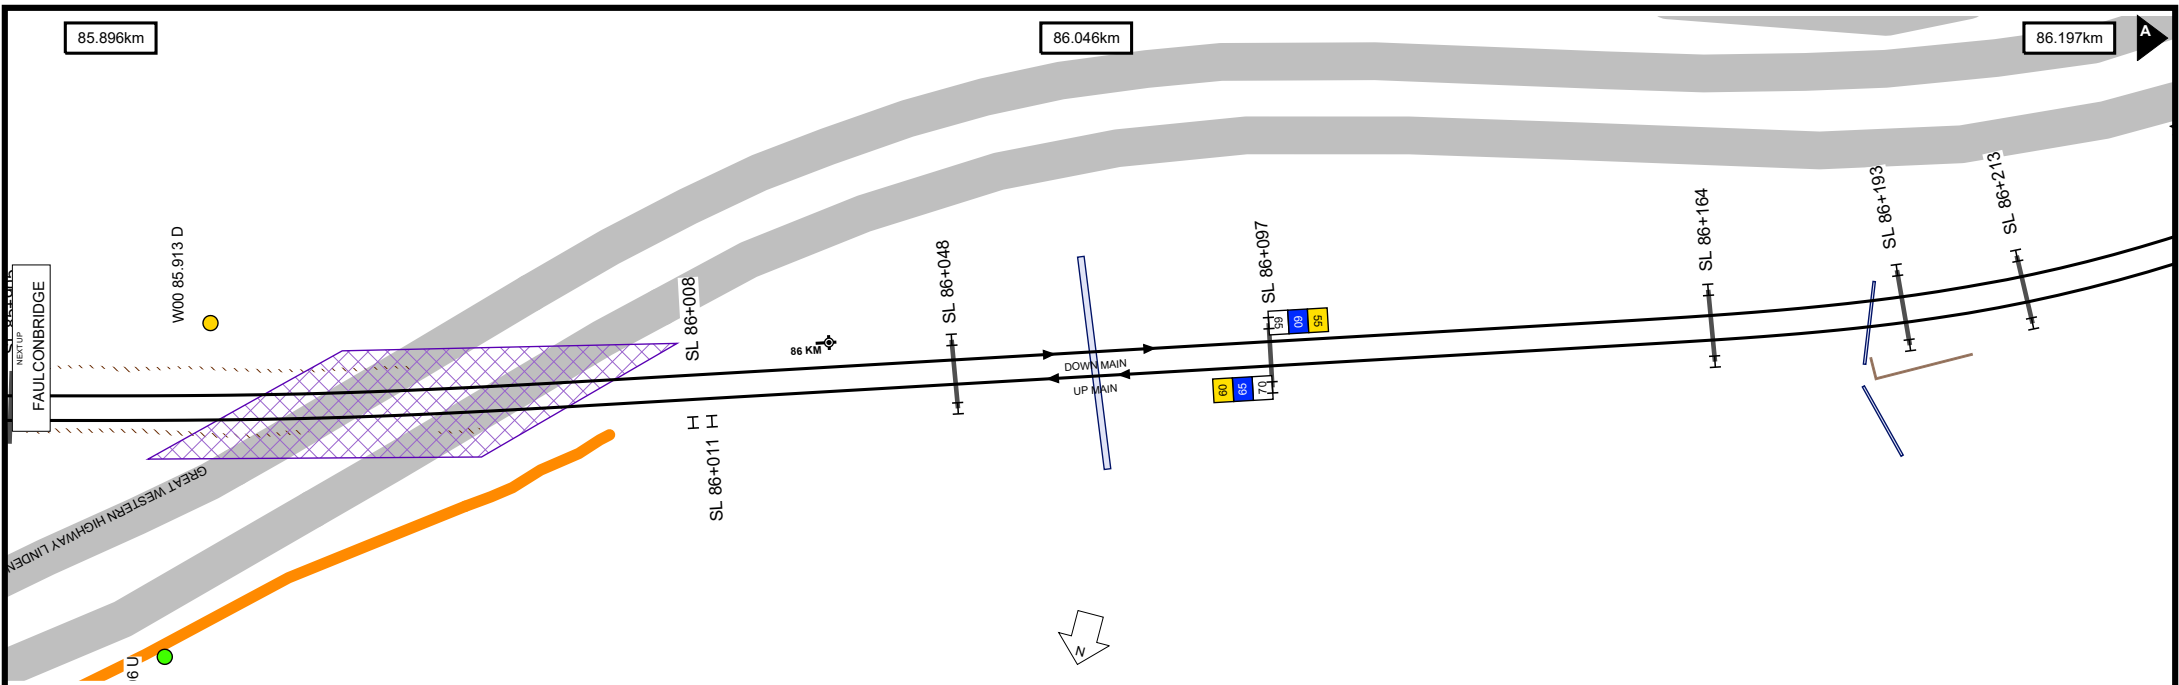 85.896km
86.046km
86.197km
A
W00 85.913 D
NEXT UP
FAULCONBRIDGE
GREAT WESTERN HIGHWAY LINDEN
SL 86+008
SL 86+011
86 KM
SL 86+048
DOWN MAIN
UP MAIN
SL 86+097
65 60 55
60 65 70
SL 86+164
SL 86+193
SL 86+213
N